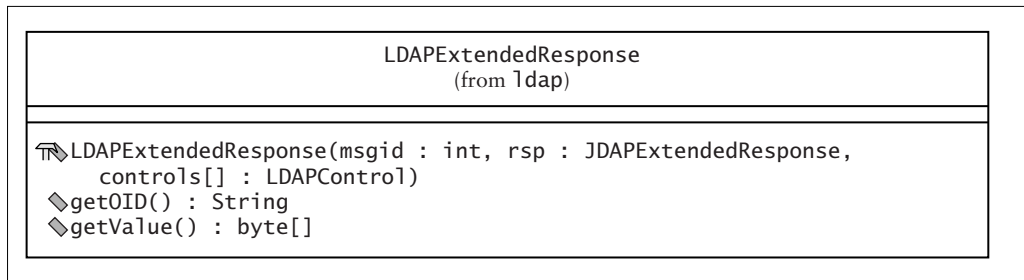 LDAPExtendedResponse
(from ldap)
LDAPExtendedResponse(msgid : int, rsp : JDAPExtendedResponse,
controls[] : LDAPControl)
getOID() : String
getValue() : byte[]